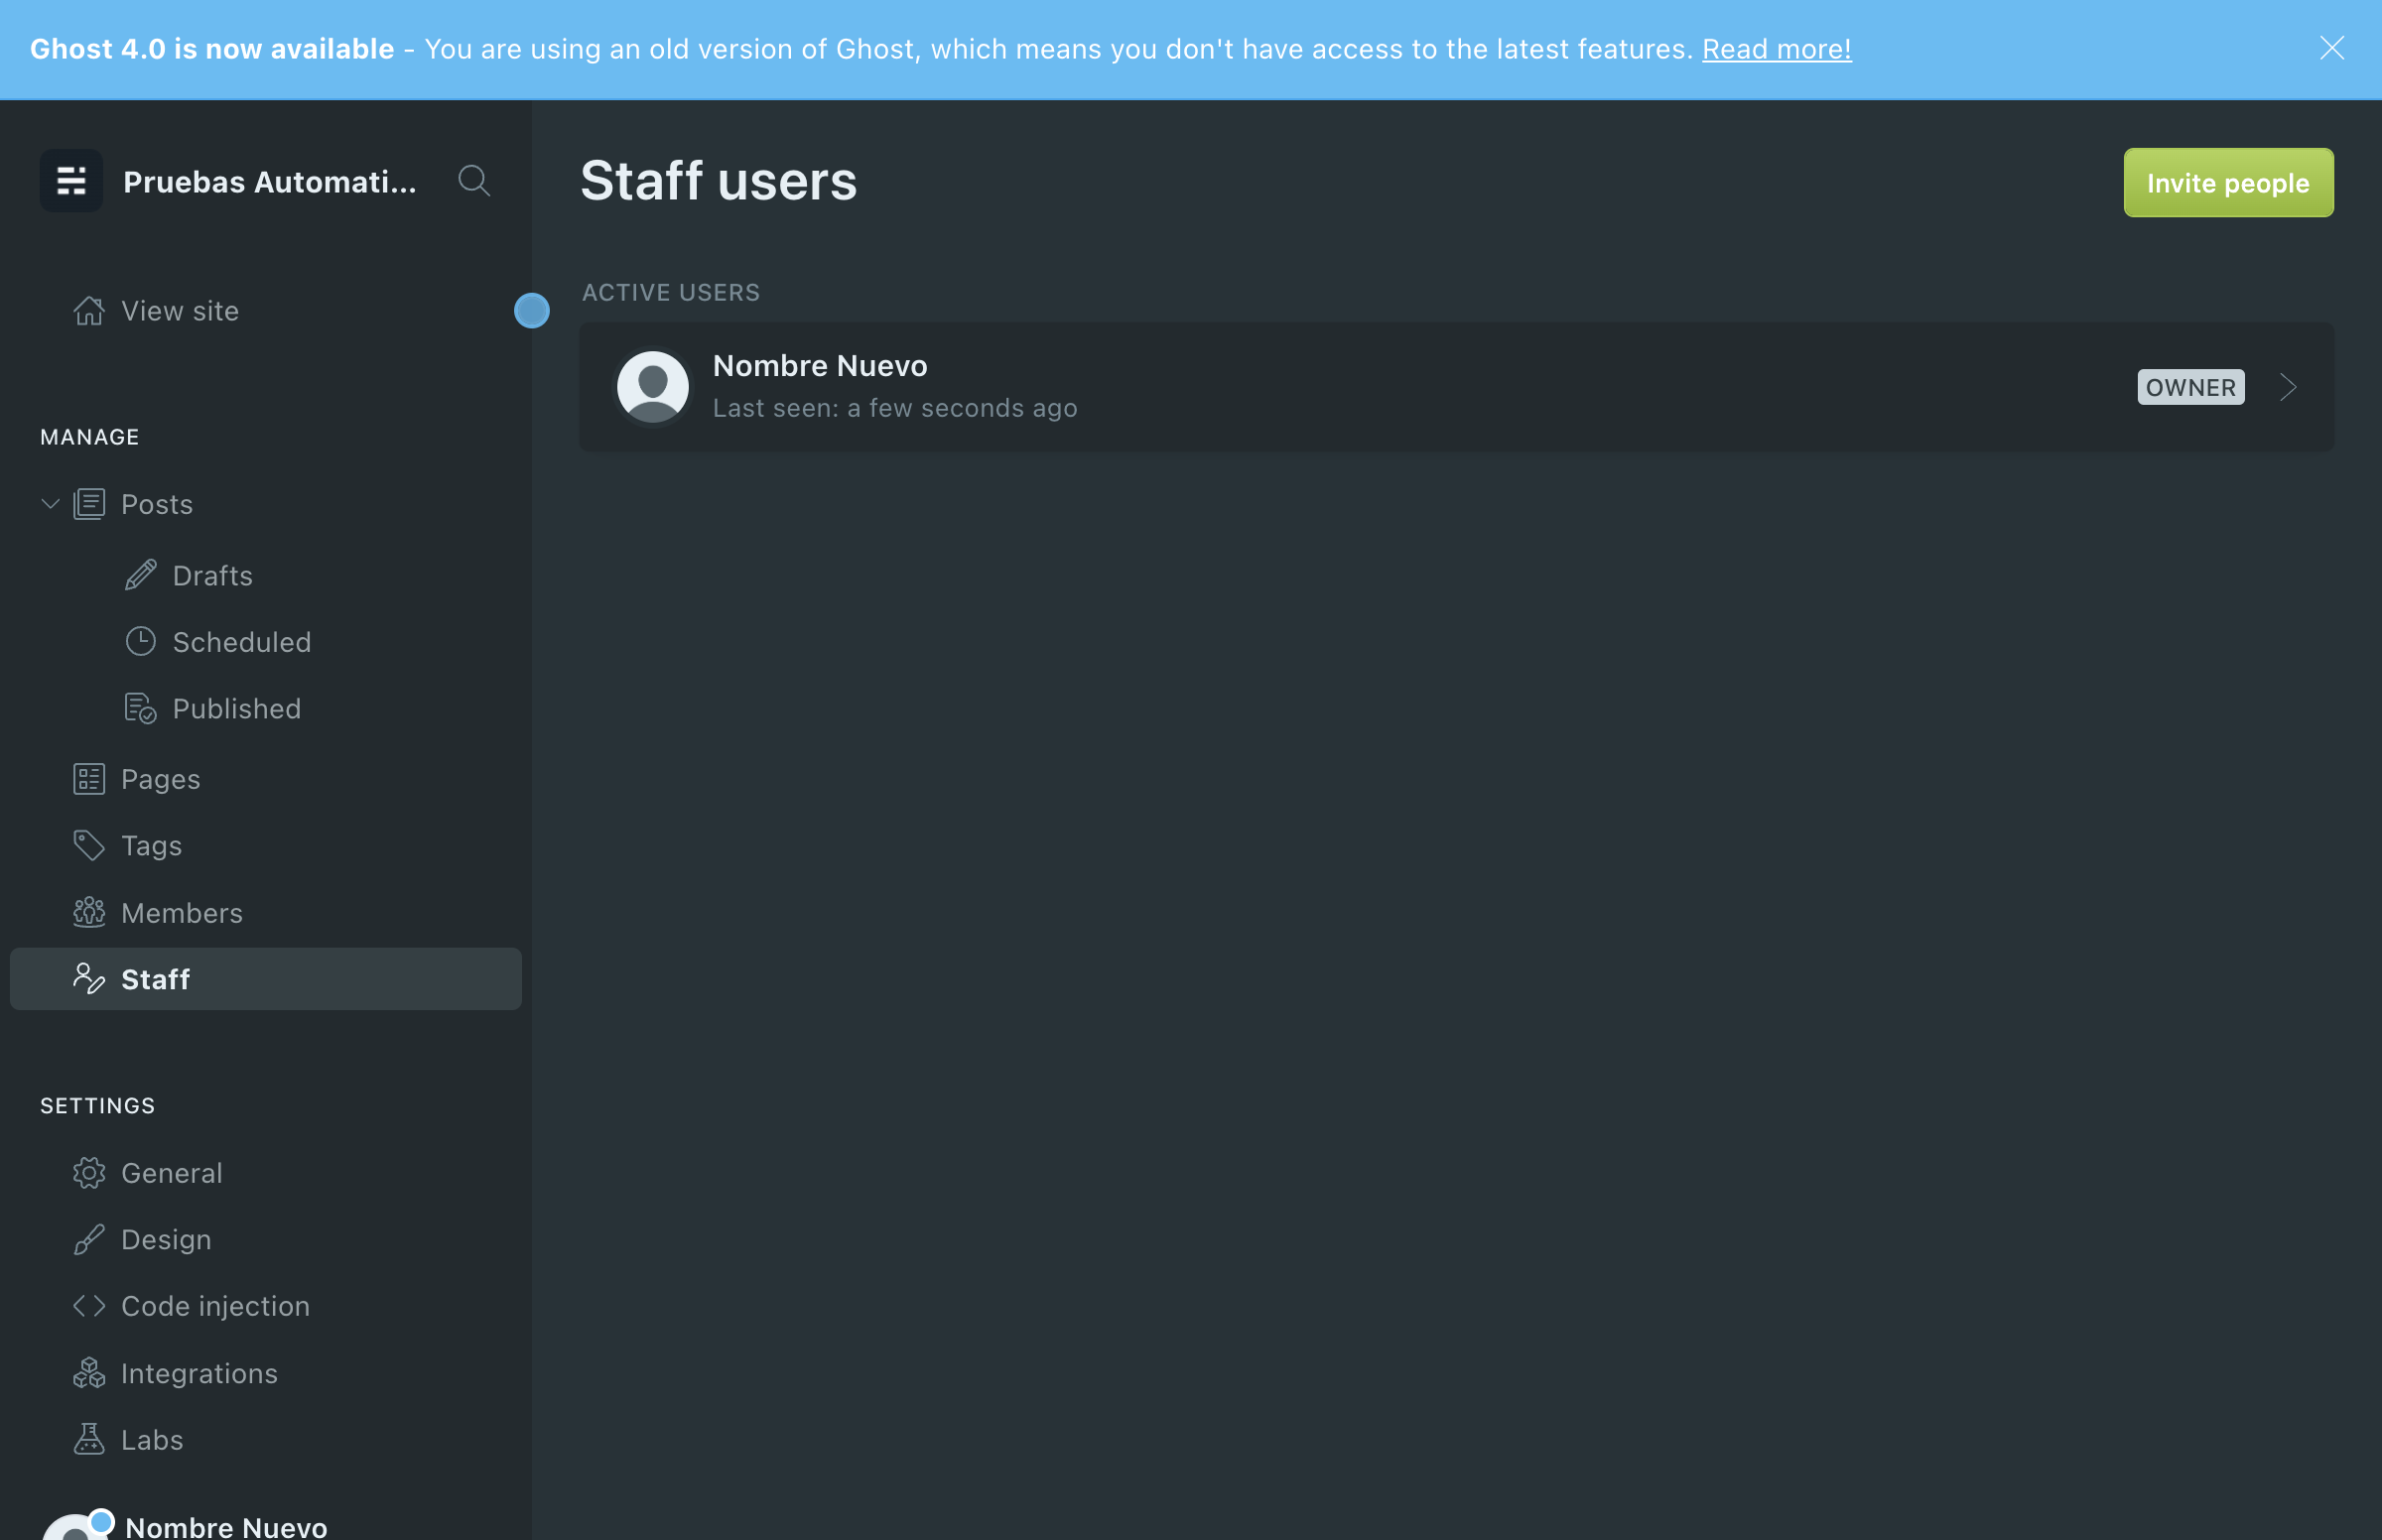 Ghost 4.0 is now available - You are using an old version of Ghost, which means you don't have access to the latest features. Read more!
Pruebas Automati...
View site
MANAGE
Posts
Drafts
Scheduled
Published
Pages
Tags
Members
Staff
SETTINGS
General
Design
Code injection
Integrations
Labs
Nombre Nuevo
Staff users
Invite people
ACTIVE USERS
Nombre Nuevo
Last seen: a few seconds ago
OWNER